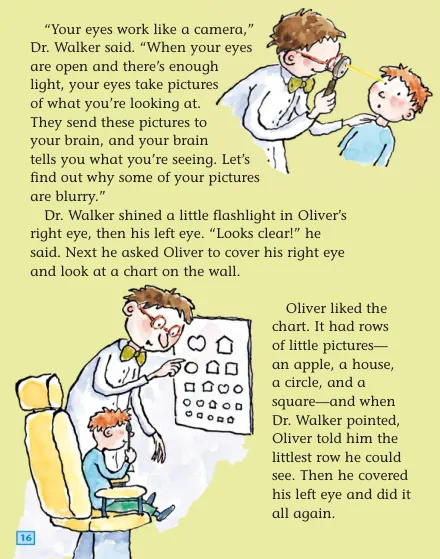 “Your eyes work like a camera,”
Dr. Walker said. “When your eyes
are open and there’s enough
light, your eyes take pictures
of what you’re looking at.
They send these pictures to
your brain, and your brain
tells you what you’re seeing. Let’s
find out why some of your pictures
are blurry.”
Dr. Walker shined a little flashlight in Oliver’s
right eye, then his left eye. “Looks clear!” he
said. Next he asked Oliver to cover his right eye
and look at a chart on the wall.
Oliver liked the
chart. It had rows
of little pictures—
an apple, a house,
a circle, and a
square—and when
Dr. Walker pointed,
Oliver told him the
littlest row he could
see. Then he covered
his left eye and did it
all again.
16